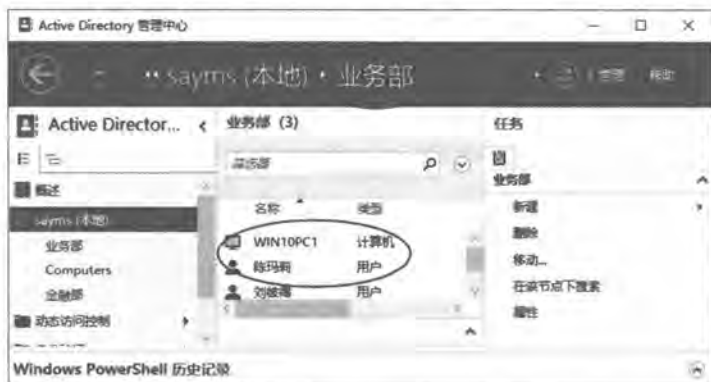 Active Directory 管理中心
sayms (本地) · 业务部
管理 帮助
Active Director...
业务部 (3)
任务
筛选器
概述
业务部
sayms (本地)
名称 类型
新建
业务部
WIN10PC1 计算机
删除
Computers
陈玛莉 用户
移动...
金融部
用户
在该节点下搜索
动态访问控制
属性
Windows PowerShell 历史记录